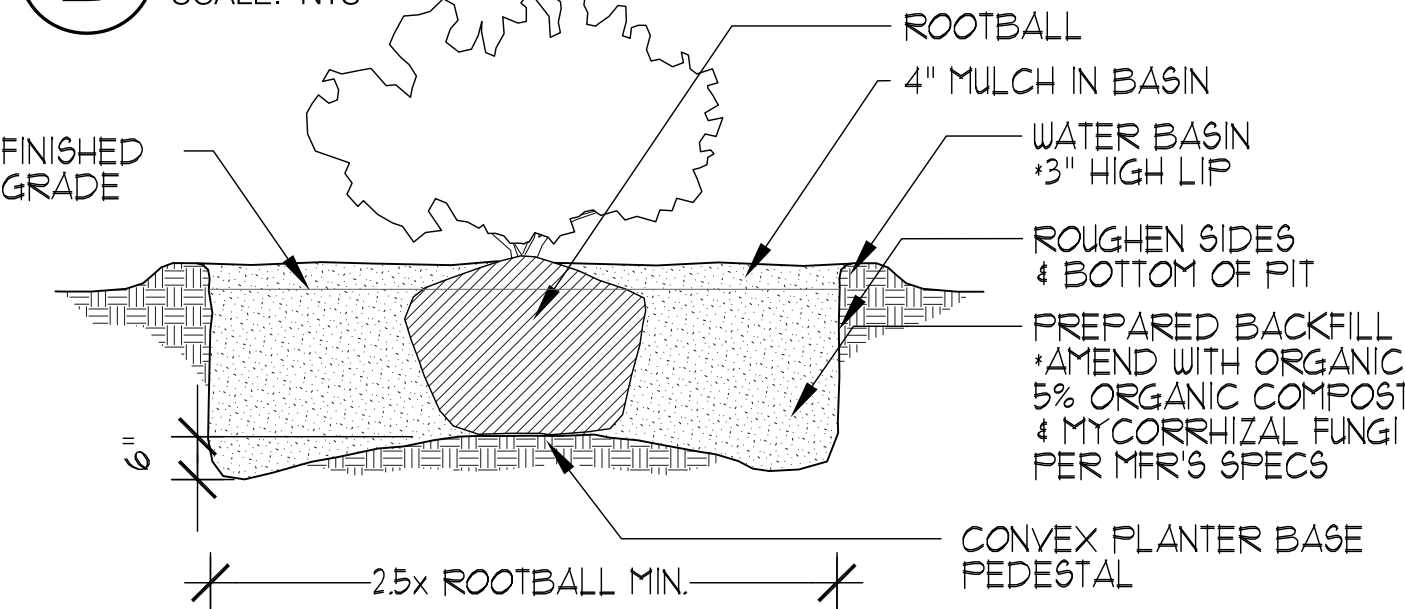 SCALE: NTS
ROOTBALL
4" MULCH IN BASIN
WATER BASIN
*3" HIGH LIP
FINISHED
GRADE
ROUGHEN SIDES
& BOTTOM OF PIT
PREPARED BACKFILL
*AMEND WITH ORGANIC
5% ORGANIC COMPOST
& MYCORRHIZAL FUNGI
PER MFR'S SPECS
6"
CONVEX PLANTER BASE
PEDESTAL
2.5x ROOTBALL MIN.